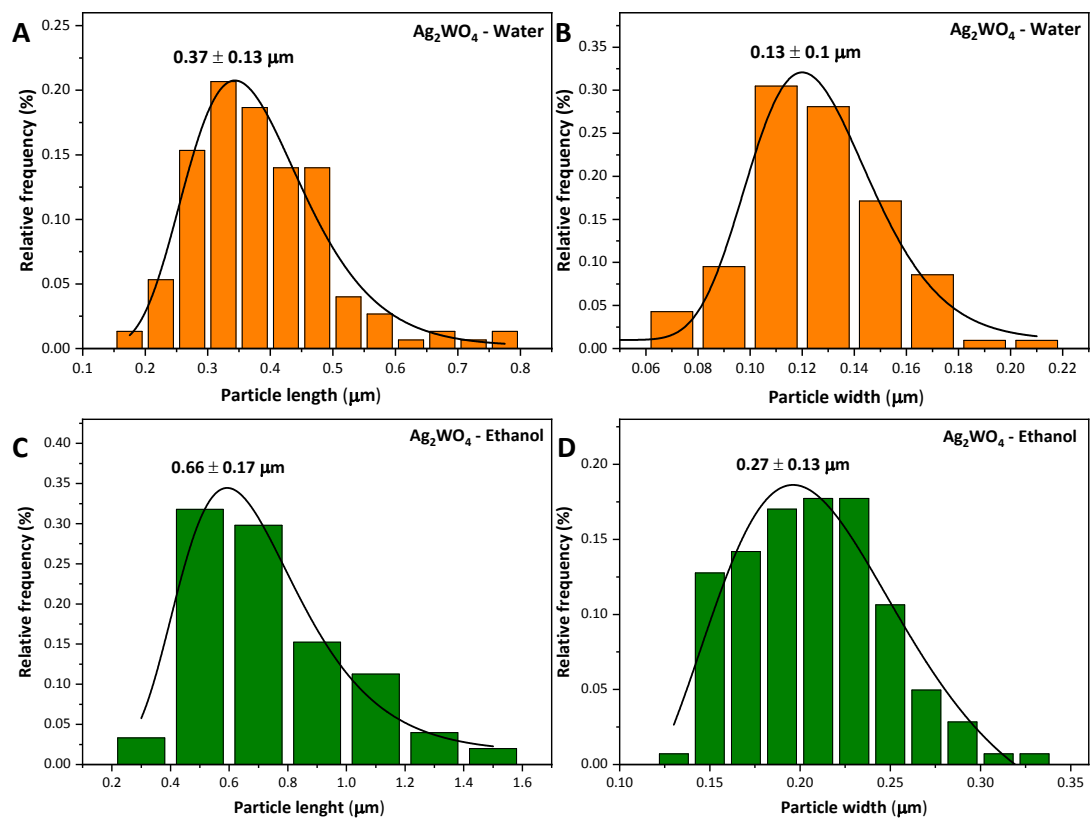 A
Ag₂WO₄ - Water
0.37 ± 0.13 μm
Relative frequency (%)
0.25
0.20
0.15
0.10
0.05
0.00
0.1 0.2 0.3 0.4 0.5 0.6 0.7 0.8
Particle length (μm)
B
Ag₂WO₄ - Water
0.13 ± 0.1 μm
Relative frequency (%)
0.35
0.30
0.25
0.20
0.15
0.10
0.05
0.00
0.06 0.08 0.10 0.12 0.14 0.16 0.18 0.20 0.22
Particle width (μm)
C
Ag₂WO₄ - Ethanol
0.66 ± 0.17 μm
Relative frequency (%)
0.40
0.35
0.30
0.25
0.20
0.15
0.10
0.05
0.00
0.2 0.4 0.6 0.8 1.0 1.2 1.4 1.6
Particle lenght (μm)
D
Ag₂WO₄ - Ethanol
0.27 ± 0.13 μm
Relative frequency (%)
0.20
0.15
0.10
0.05
0.00
0.10 0.15 0.20 0.25 0.30 0.35
Particle width (μm)